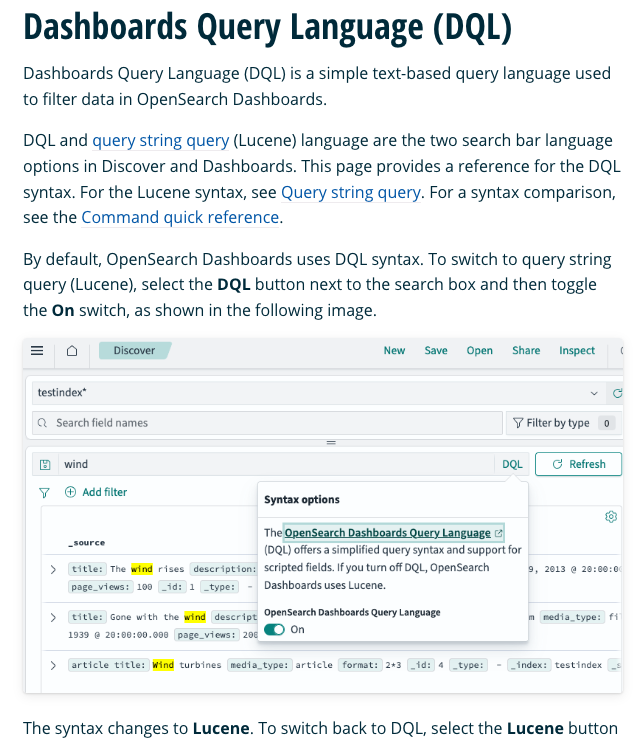 Dashboards Query Language (DQL)
Dashboards Query Language (DQL) is a simple text-based query language used
to filter data in OpenSearch Dashboards.
DQL and query string query (Lucene) language are the two search bar language
options in Discover and Dashboards. This page provides a reference for the DQL
syntax. For the Lucene syntax, see Query string query. For a syntax comparison,
see the Command quick reference.
By default, OpenSearch Dashboards uses DQL syntax. To switch to query string
query (Lucene), select the DQL button next to the search box and then toggle
the On switch, as shown in the following image.
Discover New Save Open Share Inspect
testindex*
Search field names Filter by type 0
wind DQL Refresh
Add filter
Syntax options
The OpenSearch Dashboards Query Language
(DQL) offers a simplified query syntax and support for
scripted fields. If you turn off DQL, OpenSearch
Dashboards uses Lucene.
OpenSearch Dashboards Query Language
On
_source
title: The wind rises description: 9, 2013 @ 20:00:0
page_views: 100 _id: 1 _type: -
title: Gone with the wind descript media_type: fi
1939 @ 20:00:00.000 page_views: 200
article title: Wind turbines media_type: article format: 2*3 _id: 4 _type: - _index: testindex _s
The syntax changes to Lucene. To switch back to DQL, select the Lucene button